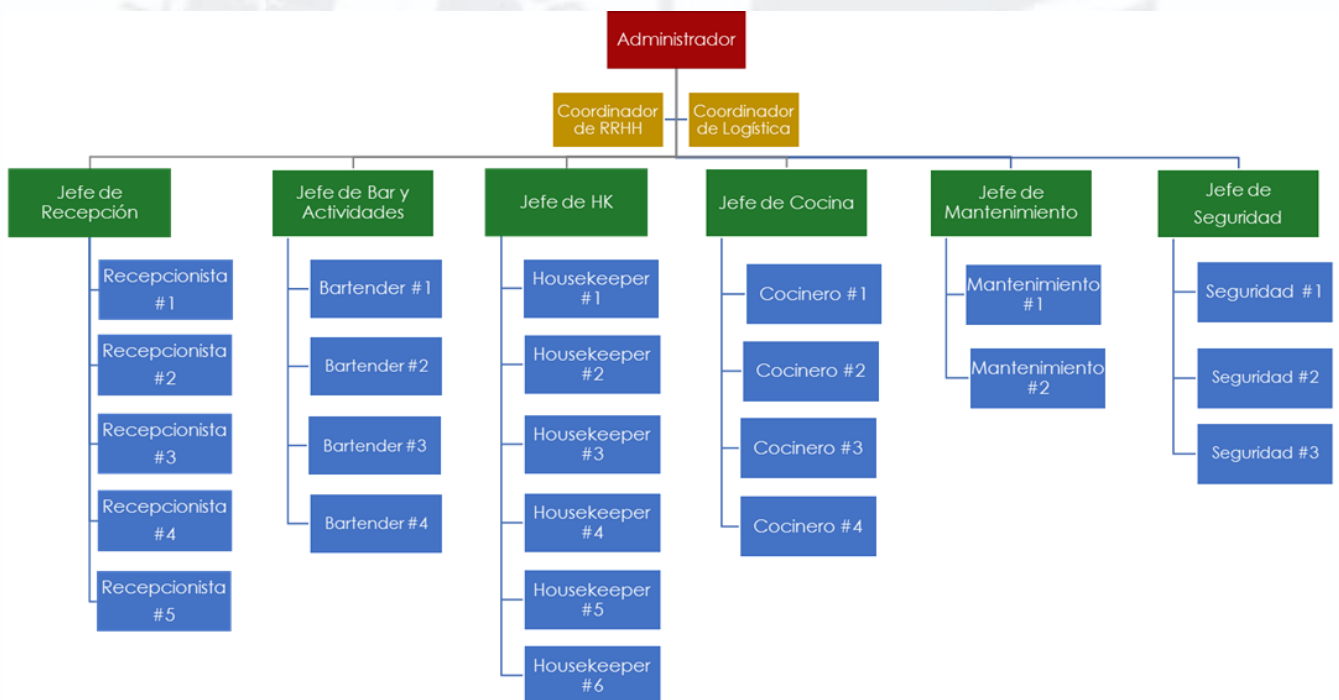 Administrador
Coordinador
de RRHH
Coordinador
de Logística
Jefe de
Recepción
Jefe de Bar y
Actividades
Jefe de HK
Jefe de Cocina
Jefe de
Mantenimiento
Jefe de
Seguridad
Recepcionista
#1
Recepcionista
#2
Recepcionista
#3
Recepcionista
#4
Recepcionista
#5
Bartender #1
Bartender #2
Bartender #3
Bartender #4
Housekeeper
#1
Housekeeper
#2
Housekeeper
#3
Housekeeper
#4
Housekeeper
#5
Housekeeper
#6
Cocinero #1
Cocinero #2
Cocinero #3
Cocinero #4
Mantenimiento
#1
Mantenimiento
#2
Seguridad #1
Seguridad #2
Seguridad #3